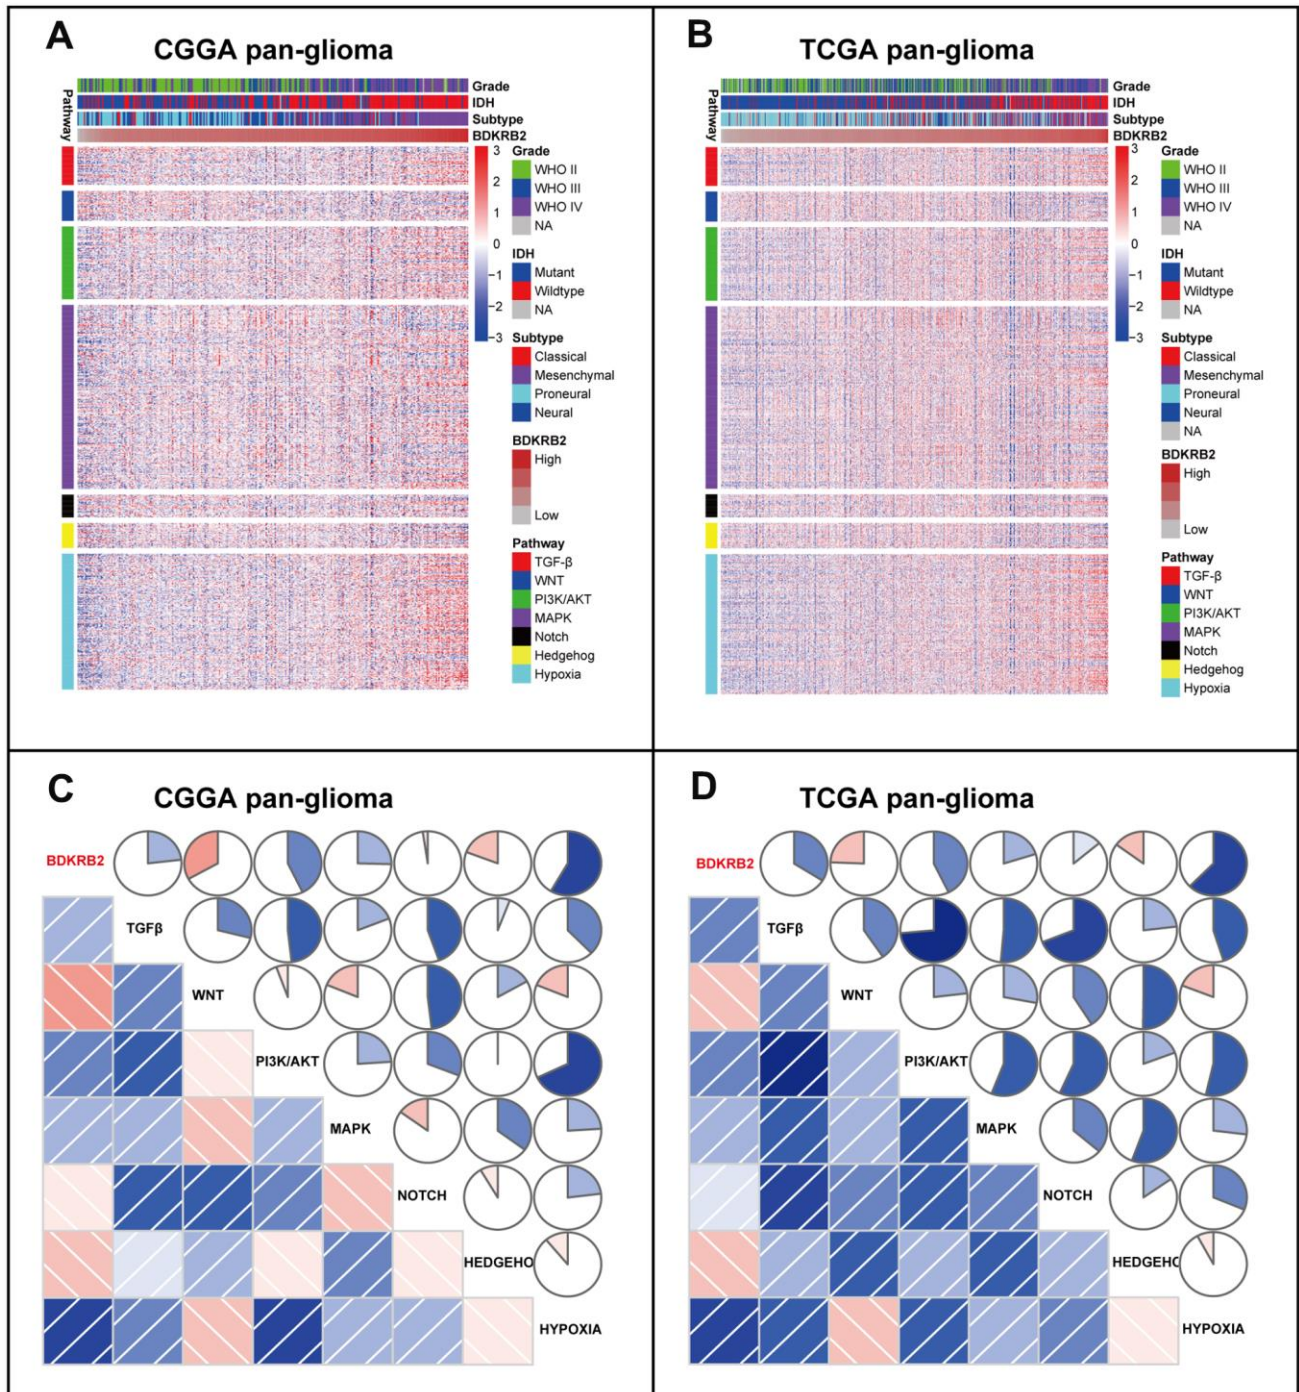 A
CGGA pan-glioma
Pathway
Grade
IDH
Subtype
BDKRB2
3
2
1
0
−1
−2
−3
Grade
WHO II
WHO III
WHO IV
NA
IDH
Mutant
Wildtype
NA
Subtype
Classical
Mesenchymal
Proneural
Neural
BDKRB2
High
Low
Pathway
TGF-β
WNT
PI3K/AKT
MAPK
Notch
Hedgehog
Hypoxia
B
TCGA pan-glioma
Pathway
Grade
IDH
Subtype
BDKRB2
3
2
1
0
−1
−2
−3
Grade
WHO II
WHO III
WHO IV
NA
IDH
Mutant
Wildtype
NA
Subtype
Classical
Mesenchymal
Proneural
Neural
NA
BDKRB2
High
Low
Pathway
TGF-β
WNT
PI3K/AKT
MAPK
Notch
Hedgehog
Hypoxia
C
CGGA pan-glioma
BDKRB2
TGFβ
WNT
PI3K/AKT
MAPK
NOTCH
HEDGEHO
HYPOXIA
D
TCGA pan-glioma
BDKRB2
TGFβ
WNT
PI3K/AKT
MAPK
NOTCH
HEDGEHO
HYPOXIA